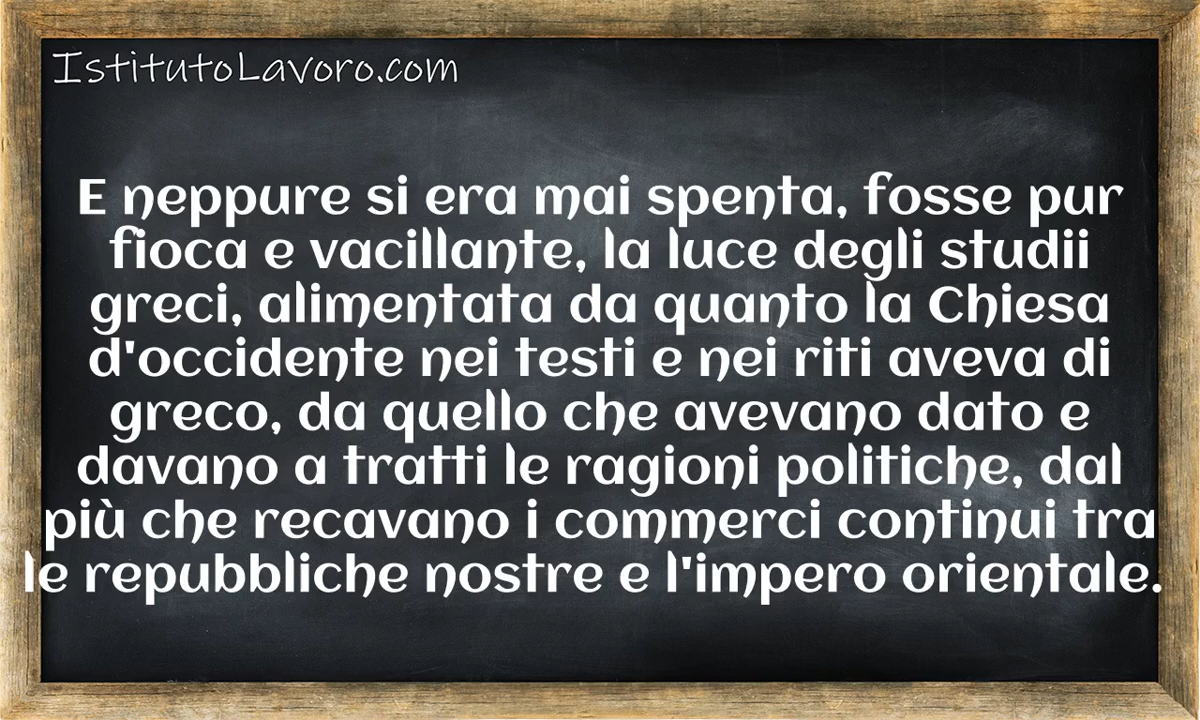 IstitutoLavoro.com
E neppure si era mai spenta, fosse pur
fioca e vacillante, la luce degli studii
greci, alimentata da quanto la Chiesa
d'occidente nei testi e nei riti aveva di
greco, da quello che avevano dato e
davano a tratti le ragioni politiche, dal
più che recavano i commerci continui tra
le repubbliche nostre e l'impero orientale.